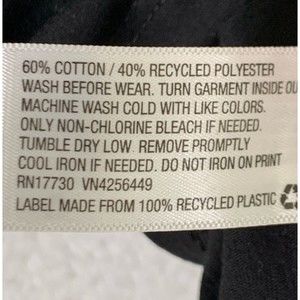 60% COTTON / 40% RECYCLED POLYESTER
WASH BEFORE WEAR. TURN GARMENT INSIDE OU
MACHINE WASH COLD WITH LIKE COLORS.
ONLY NON-CHLORINE BLEACH IF NEEDED.
TUMBLE DRY LOW. REMOVE PROMPTLY
COOL IRON IF NEEDED. DO NOT IRON ON PRINT
RN17730 VN4256449
LABEL MADE FROM 100% RECYCLED PLASTIC